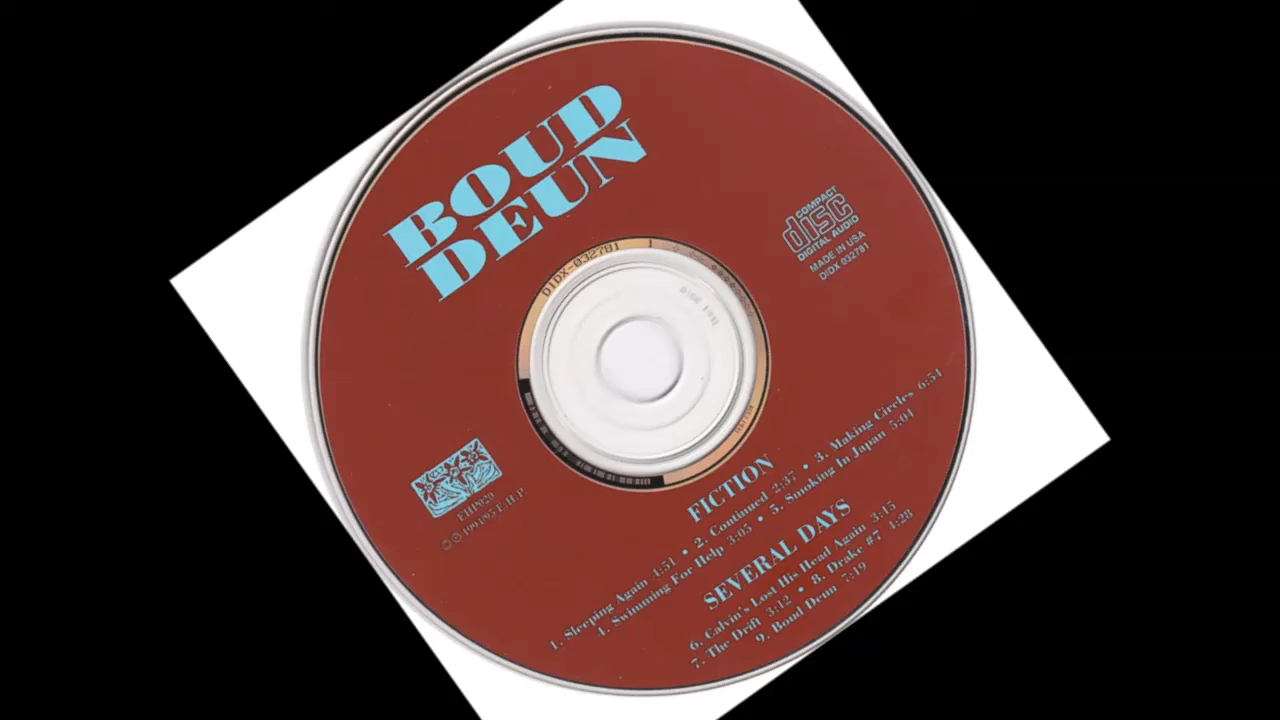 BOUD
DEUN
COMPACT
disc
DIGITAL AUDIO
MADE IN USA
DIDX 032781
DIDX-032781 1
EHP029
©℗1994/95 E.H.P.
FICTION
1. Sleeping Again 4:51 • 2. Continued 2:37 • 3. Making Circles 6:54
4. Swimming For Help 3:05 • 5. Smoking In Japan 5:04
SEVERAL DAYS
6. Calvin's Lost His Head Again 3:15
7. The Drift 3:12 • 8. Drake #7 4:28
9. Boud Deun 7:19